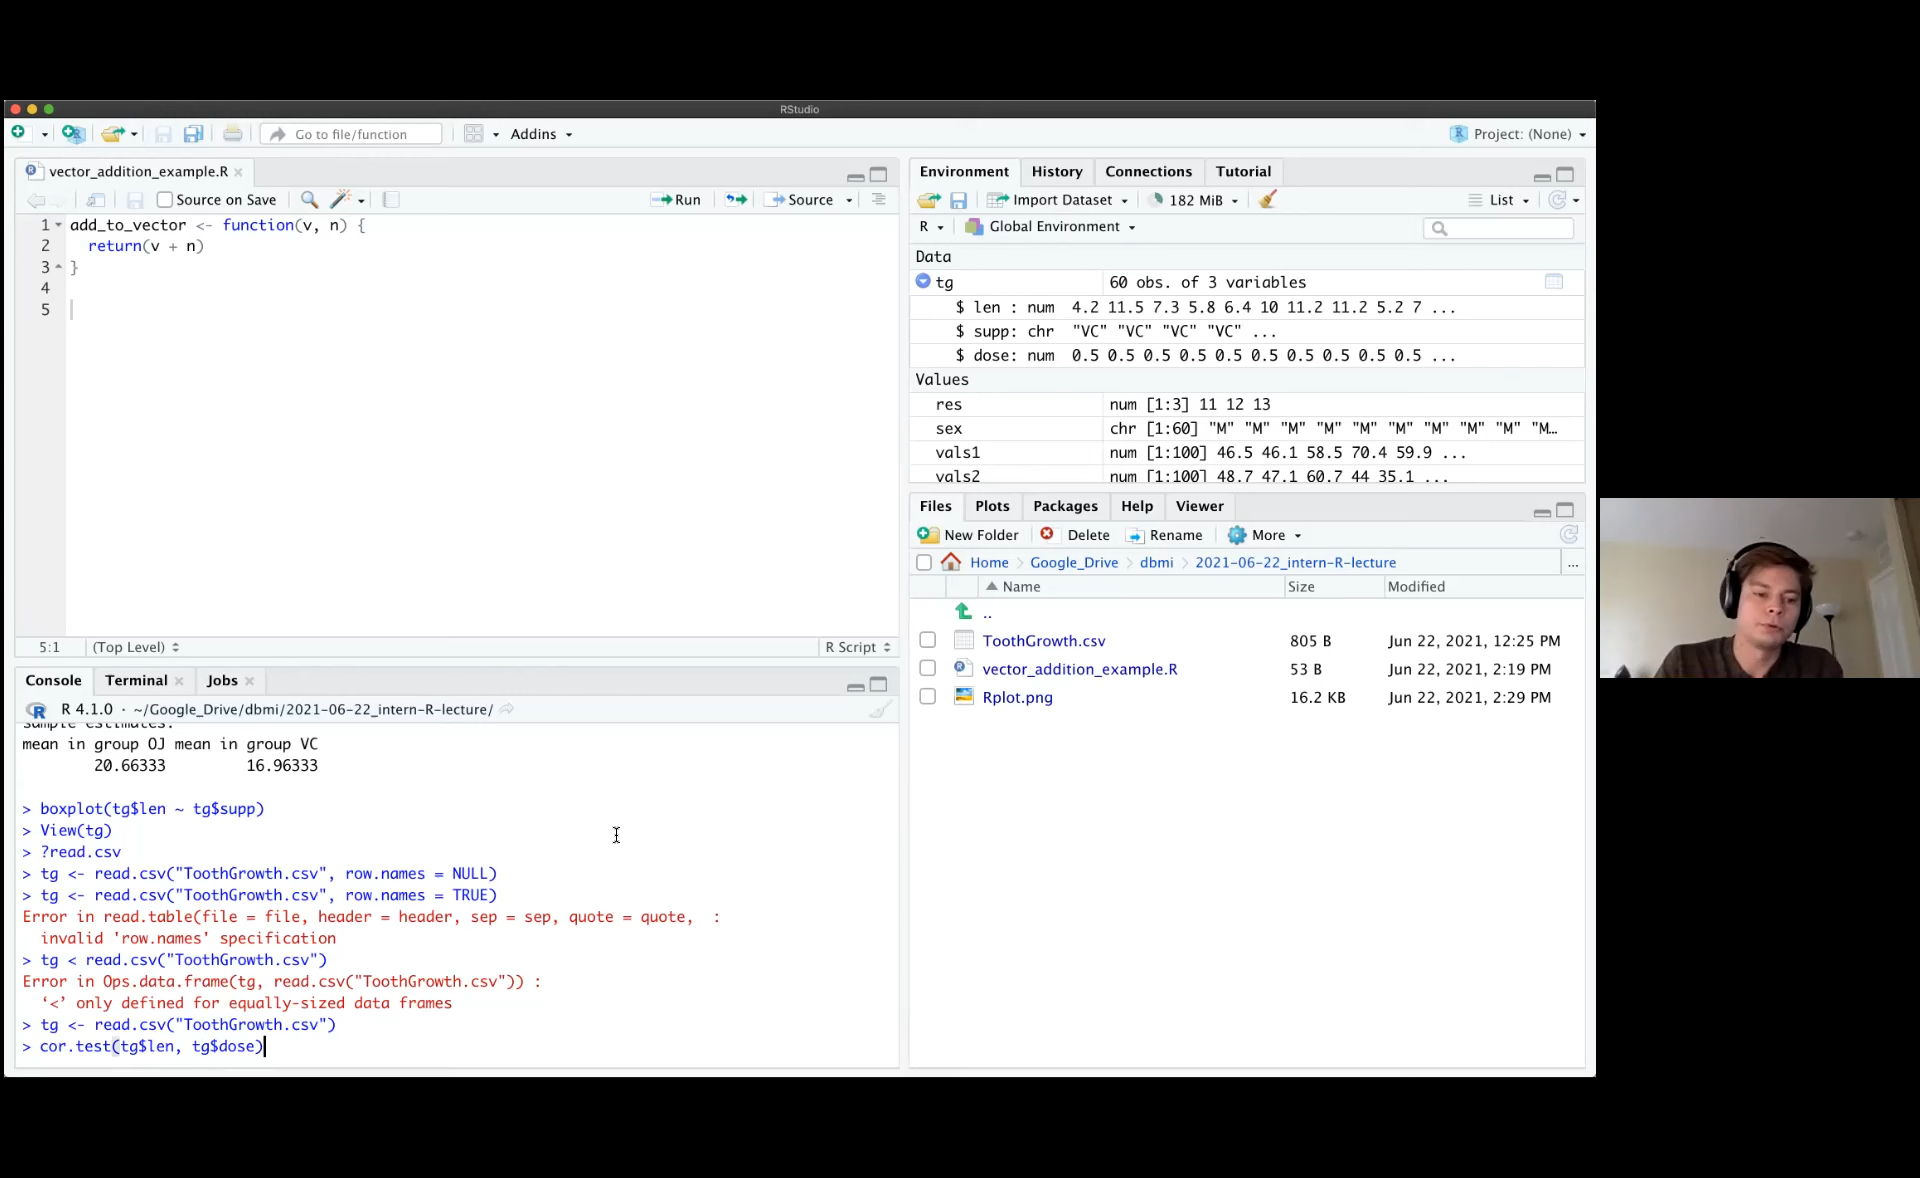 RStudio
Go to file/function
Addins
Project: (None)
vector_addition_example.R
Source on Save
Run
Source
1 add_to_vector <- function(v, n) {
2 return(v + n)
3 }
4
5
5:1 (Top Level) R Script
Console Terminal Jobs
R 4.1.0 · ~/Google_Drive/dbmi/2021-06-22_intern-R-lecture/
sample estimates:
mean in group OJ mean in group VC
20.66333 16.96333
> boxplot(tg$len ~ tg$supp)
> View(tg)
> ?read.csv
> tg <- read.csv("ToothGrowth.csv", row.names = NULL)
> tg <- read.csv("ToothGrowth.csv", row.names = TRUE)
Error in read.table(file = file, header = header, sep = sep, quote = quote, :
invalid 'row.names' specification
> tg < read.csv("ToothGrowth.csv")
Error in Ops.data.frame(tg, read.csv("ToothGrowth.csv")) :
‘<’ only defined for equally-sized data frames
> tg <- read.csv("ToothGrowth.csv")
> cor.test(tg$len, tg$dose)
Environment History Connections Tutorial
Import Dataset 182 MiB List
R Global Environment
Data
tg 60 obs. of 3 variables
$ len : num 4.2 11.5 7.3 5.8 6.4 10 11.2 11.2 5.2 7 ...
$ supp: chr "VC" "VC" "VC" "VC" ...
$ dose: num 0.5 0.5 0.5 0.5 0.5 0.5 0.5 0.5 0.5 0.5 ...
Values
res num [1:3] 11 12 13
sex chr [1:60] "M" "M" "M" "M" "M" "M" "M" "M" "M" "M…
vals1 num [1:100] 46.5 46.1 58.5 70.4 59.9 ...
vals2 num [1:100] 48.7 47.1 60.7 44 35.1 ...
Files Plots Packages Help Viewer
New Folder Delete Rename More
Home Google_Drive dbmi 2021-06-22_intern-R-lecture ...
Name Size Modified
..
ToothGrowth.csv 805 B Jun 22, 2021, 12:25 PM
vector_addition_example.R 53 B Jun 22, 2021, 2:19 PM
Rplot.png 16.2 KB Jun 22, 2021, 2:29 PM